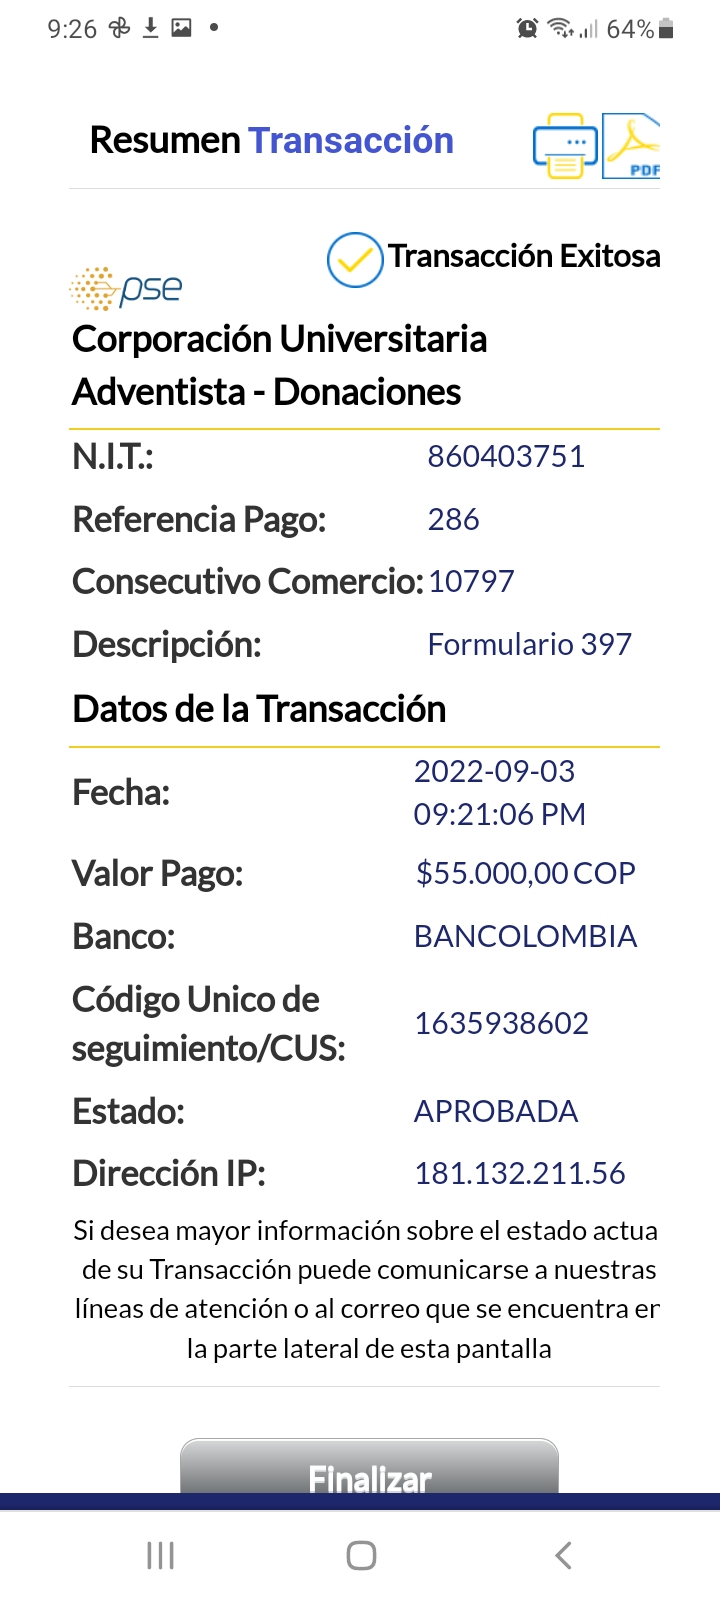 9:26 64%
Resumen Transacción
PDF
Transacción Exitosa
pse
Corporación Universitaria
Adventista - Donaciones
N.I.T.: 860403751
Referencia Pago: 286
Consecutivo Comercio: 10797
Descripción: Formulario 397
Datos de la Transacción
Fecha: 2022-09-03
09:21:06 PM
Valor Pago: $55.000,00 COP
Banco: BANCOLOMBIA
Código Unico de
seguimiento/CUS: 1635938602
Estado: APROBADA
Dirección IP: 181.132.211.56
Si desea mayor información sobre el estado actua
de su Transacción puede comunicarse a nuestras
líneas de atención o al correo que se encuentra en
la parte lateral de esta pantalla
Finalizar